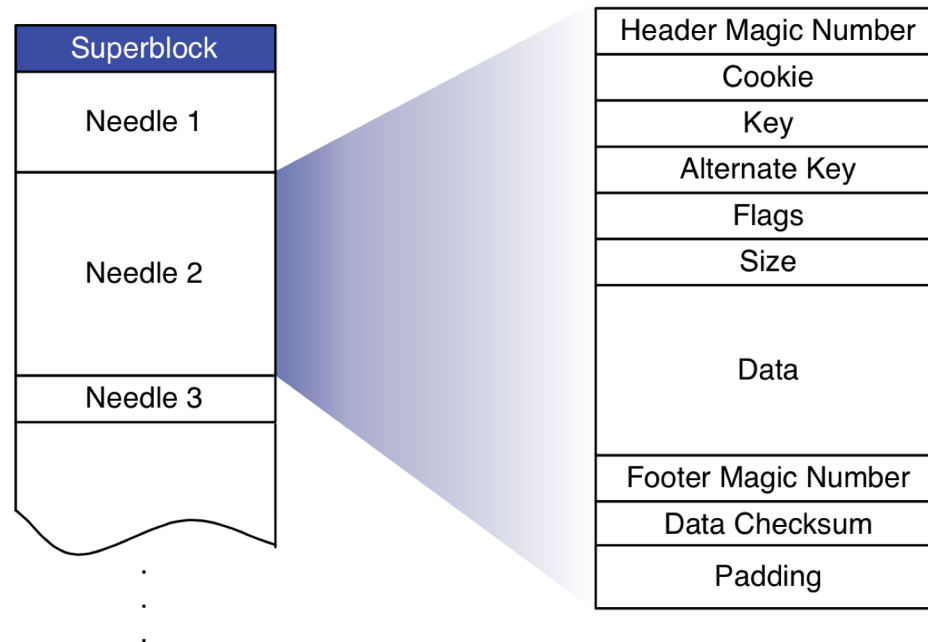 Superblock
Needle 1
Needle 2
Needle 3
.
.
.
Header Magic Number
Cookie
Key
Alternate Key
Flags
Size
Data
Footer Magic Number
Data Checksum
Padding